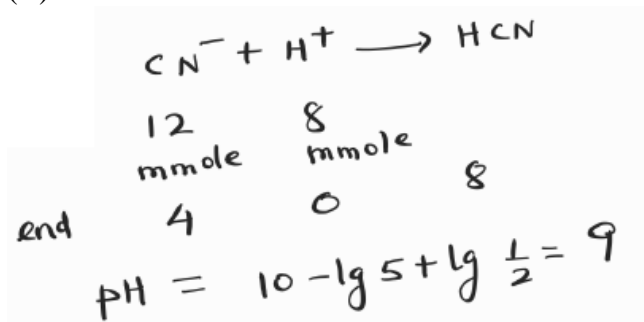 CN⁻ + H⁺ ⟶ HCN
12 8
mmole mmole
end 4 0 8
pH = 10 - lg 5 + lg 1/2 = 9